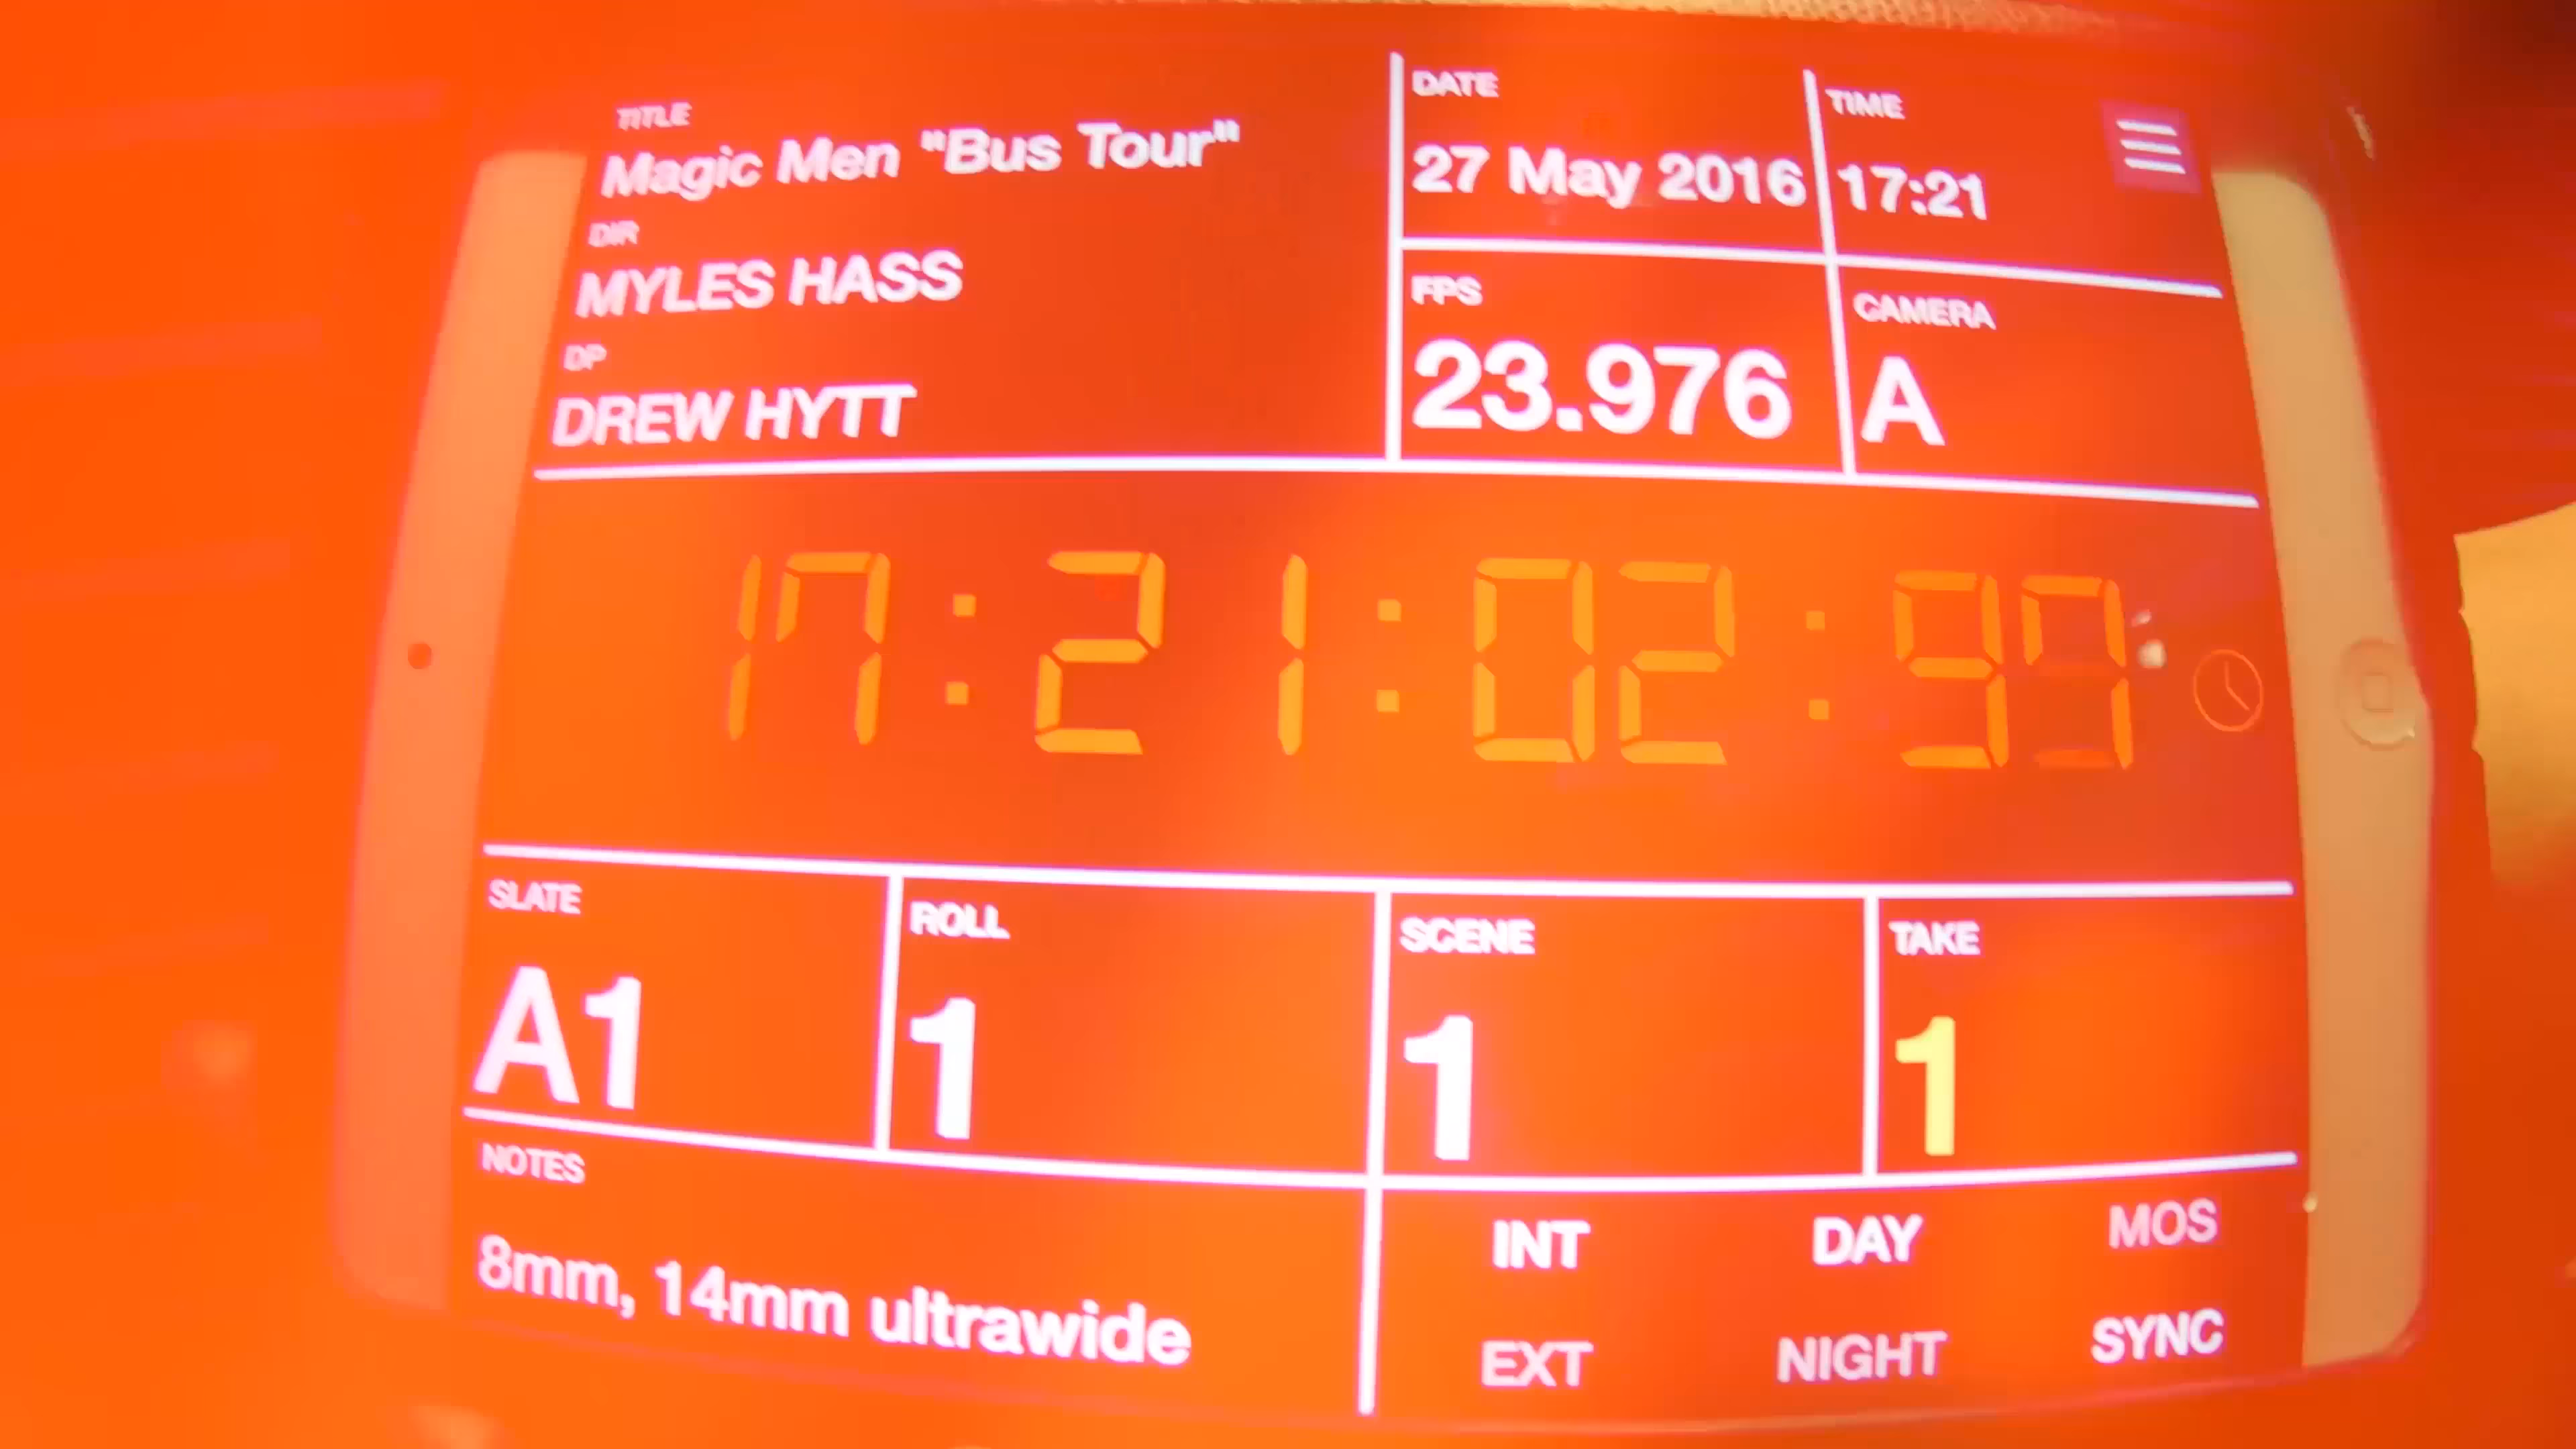 TITLE
Magic Men "Bus Tour"
DIR
MYLES HASS
DP
DREW HYTT
DATE
27 May 2016
TIME
17:21
FPS
23.976
CAMERA
A
17:21:02:99
SLATE
A1
ROLL
1
SCENE
1
TAKE
1
NOTES
8mm, 14mm ultrawide
INT DAY MOS
EXT NIGHT SYNC